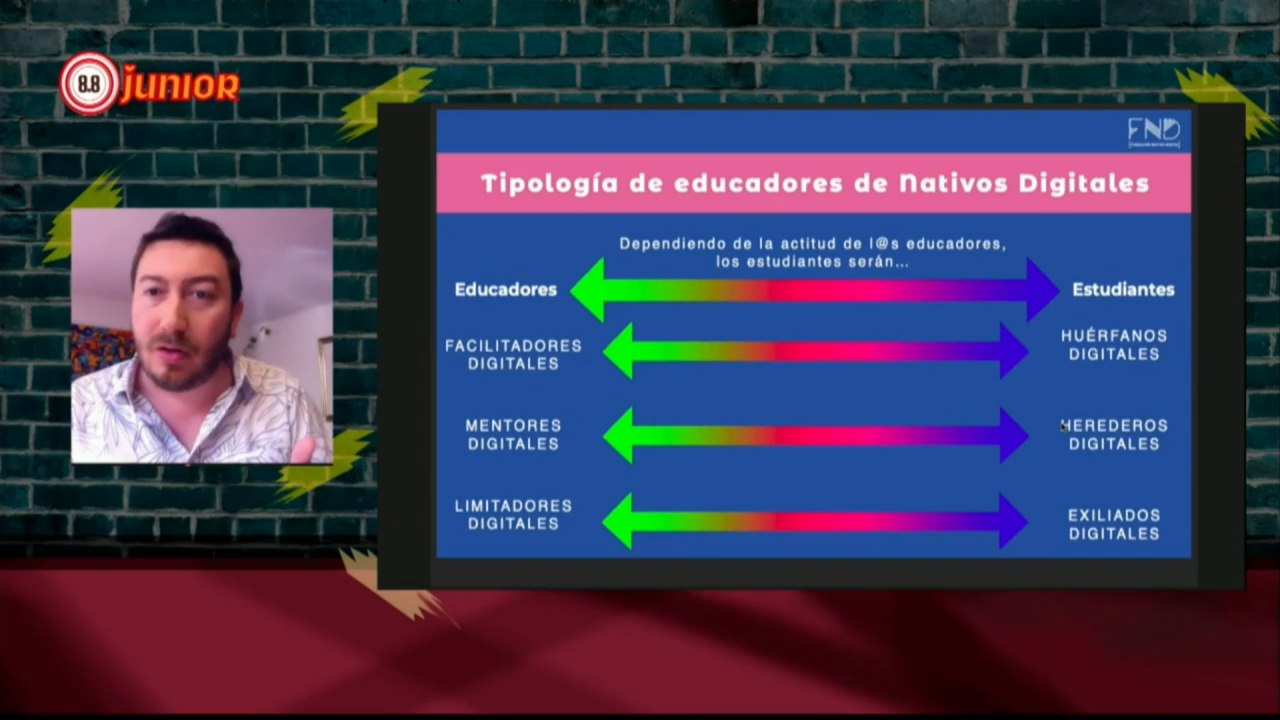 8.8 JUNIOR
FND
Tipología de educadores de Nativos Digitales
Dependiendo de la actitud de l@s educadores,
los estudiantes serán...
Educadores
Estudiantes
FACILITADORES
DIGITALES
HUÉRFANOS
DIGITALES
MENTORES
DIGITALES
HEREDEROS
DIGITALES
LIMITADORES
DIGITALES
EXILIADOS
DIGITALES